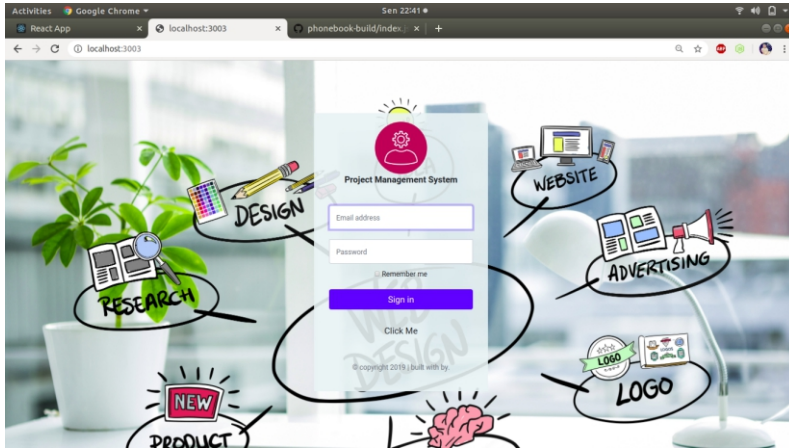 Activities Google Chrome Sen 22:41
React App
localhost:3003
phonebook-build/index.j
localhost:3003
ABP
Project Management System
DESIGN
WEBSITE
Email address
Password
Remember me
RESEARCH
ADVERTISING
Sign in
WEB
DESIGN
Click Me
© copyright 2019 | built with by.
LOGO
LOGO
NEW
PRODUCT